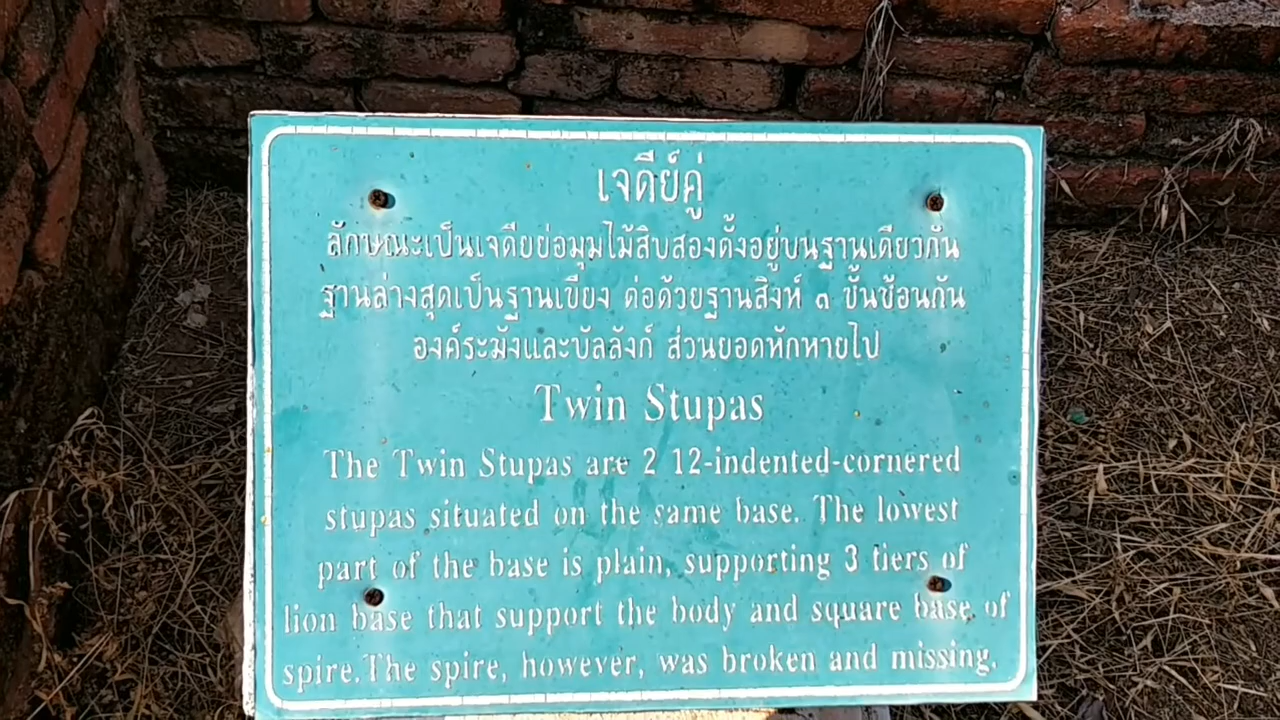 เจดีย์คู่
ลักษณะเป็นเจดีย์ย่อมุมไม้สิบสองตั้งอยู่บนฐานเดียวกัน
ฐานล่างสุดเป็นฐานเขียง ต่อด้วยฐานสิงห์ ๓ ชั้นซ้อนกัน
องค์ระฆังและบัลลังก์ ส่วนยอดหักหายไป
Twin Stupas
The Twin Stupas are 2 12-indented-cornered
stupas situated on the same base. The lowest
part of the base is plain, supporting 3 tiers of
lion base that support the body and square base of
spire. The spire, however, was broken and missing.